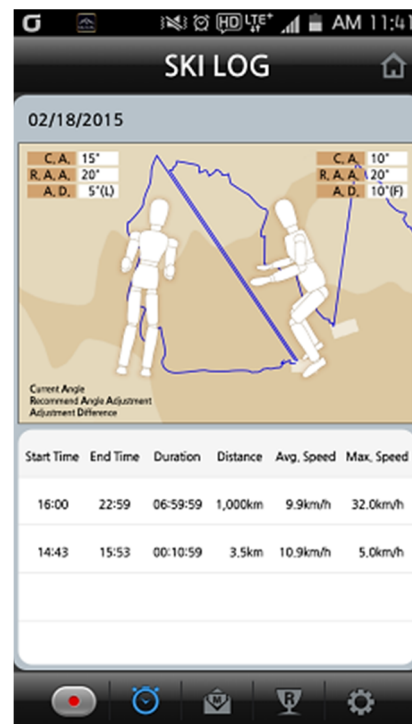 HD LTE+ AM 11:41
SKI LOG
02/18/2015
C. A. 15°
R. A. A. 20°
A. D. 5°(L)
C. A. 10°
R. A. A. 20°
A. D. 10°(F)
Current Angle
Recommend Angle Adjustment
Adjustment Difference
Start Time End Time Duration Distance Avg. Speed Max. Speed
16:00 22:59 06:59:59 1,000km 9.9km/h 32.0km/h
14:43 15:53 00:10:59 3.5km 10.9km/h 5.0km/h
M R